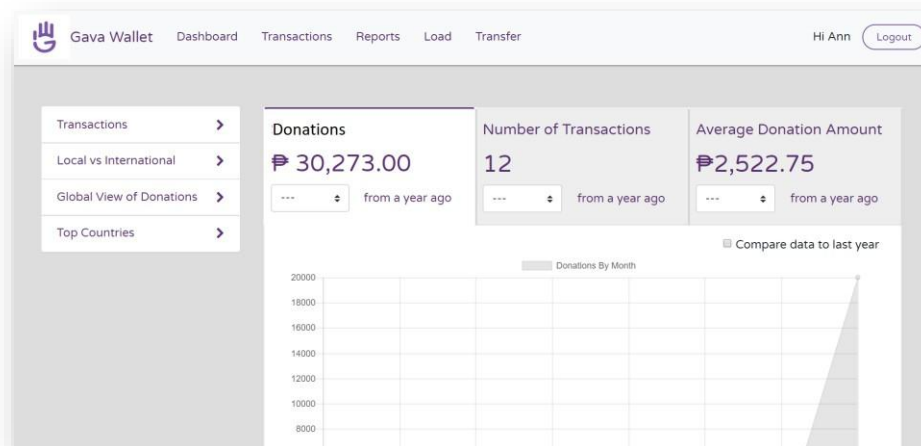 Gava Wallet Dashboard Transactions Reports Load Transfer Hi Ann Logout
Transactions
Local vs International
Global View of Donations
Top Countries
Donations
₱ 30,273.00
--- from a year ago
Number of Transactions
12
--- from a year ago
Average Donation Amount
₱2,522.75
--- from a year ago
Compare data to last year
Donations By Month
20000
18000
16000
14000
12000
10000
8000